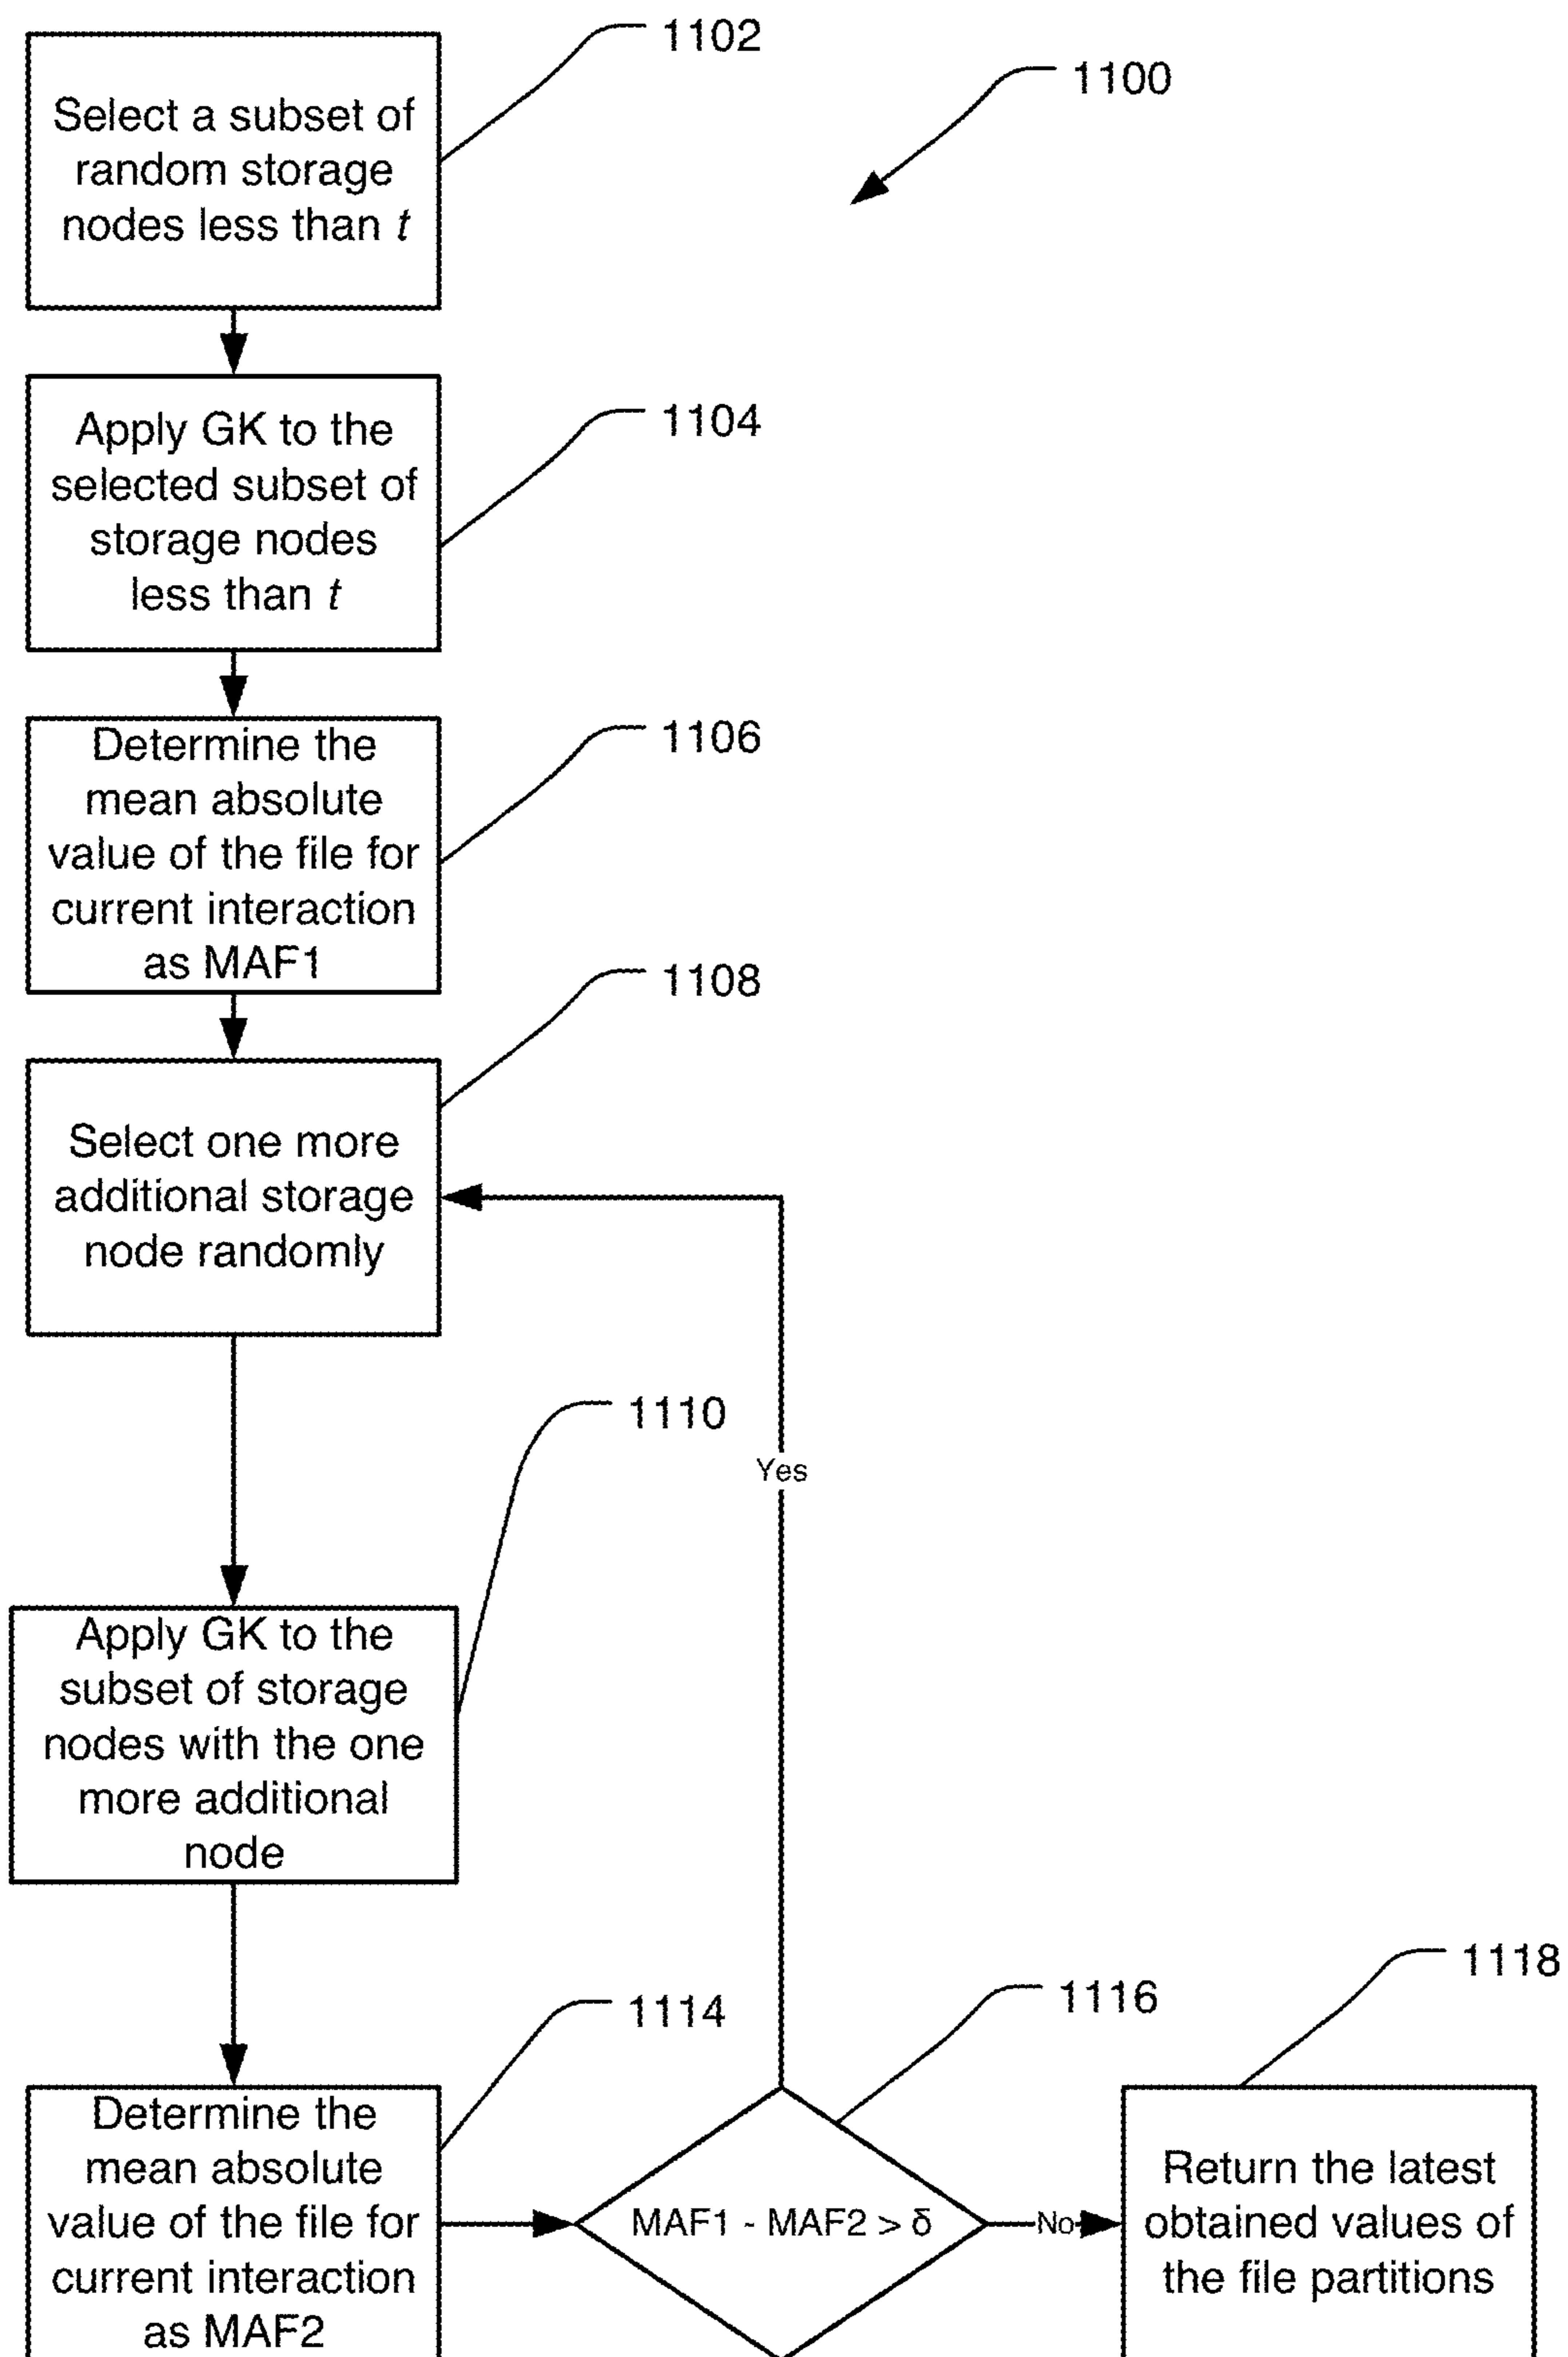 1102
1100
Select a subset of
random storage
nodes less than t
1104
Apply GK to the
selected subset of
storage nodes
less than t
1106
Determine the
mean absolute
value of the file for
current interaction
as MAF1
1108
Select one more
additional storage
node randomly
1110
Yes
Apply GK to the
subset of storage
nodes with the one
more additional
node
1114
1116
1118
Determine the
mean absolute
value of the file for
current interaction
as MAF2
MAF1 - MAF2 > δ
No
Return the latest
obtained values of
the file partitions